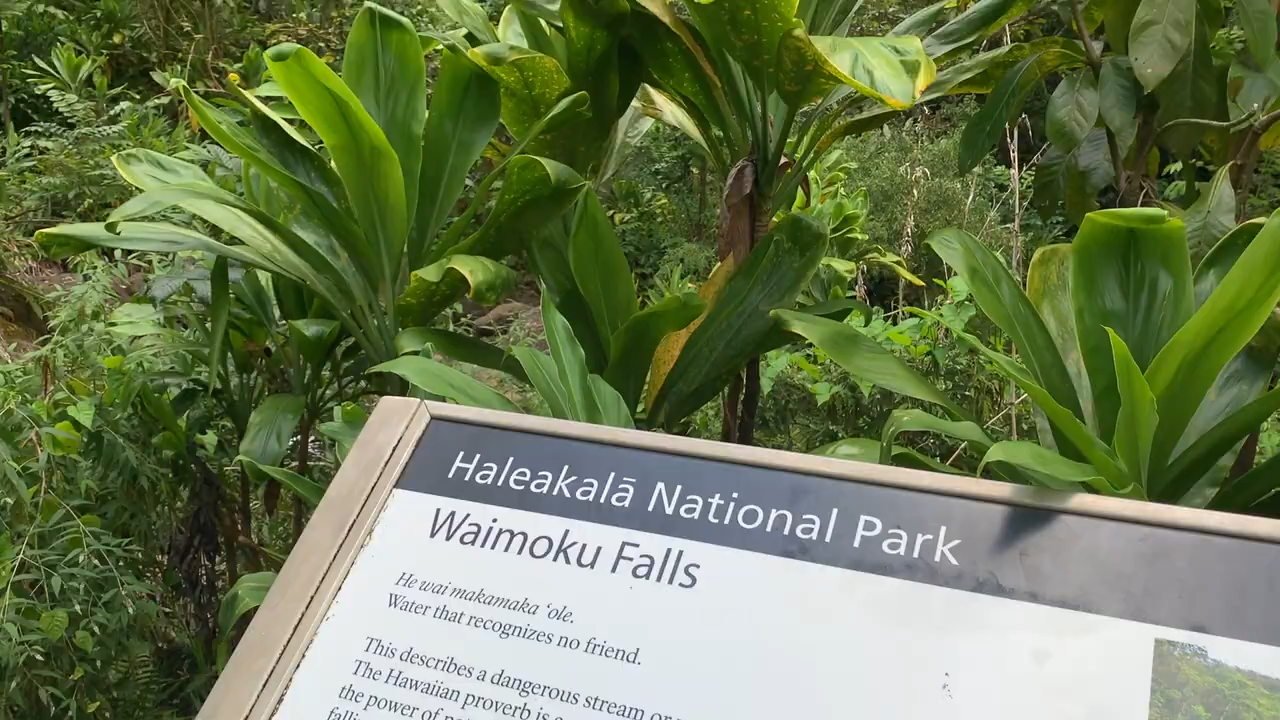 Haleakalā National Park
Waimoku Falls
He wai makamaka ʻole.
Water that recognizes no friend.
This describes a dangerous stream or
The Hawaiian proverb is
the power of